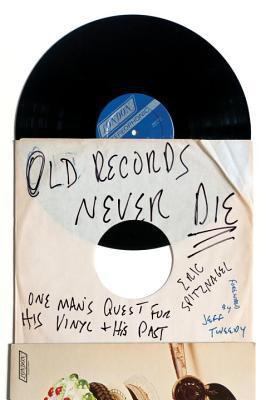 LONDON
OLD RECORDS
NEVER DIE
ERIC
SPITZNAGEL
ONE MAN'S QUEST FOR
HIS VINYL + HIS PAST
FOREWORD
BY
JEFF
TWEEDY
LONDON